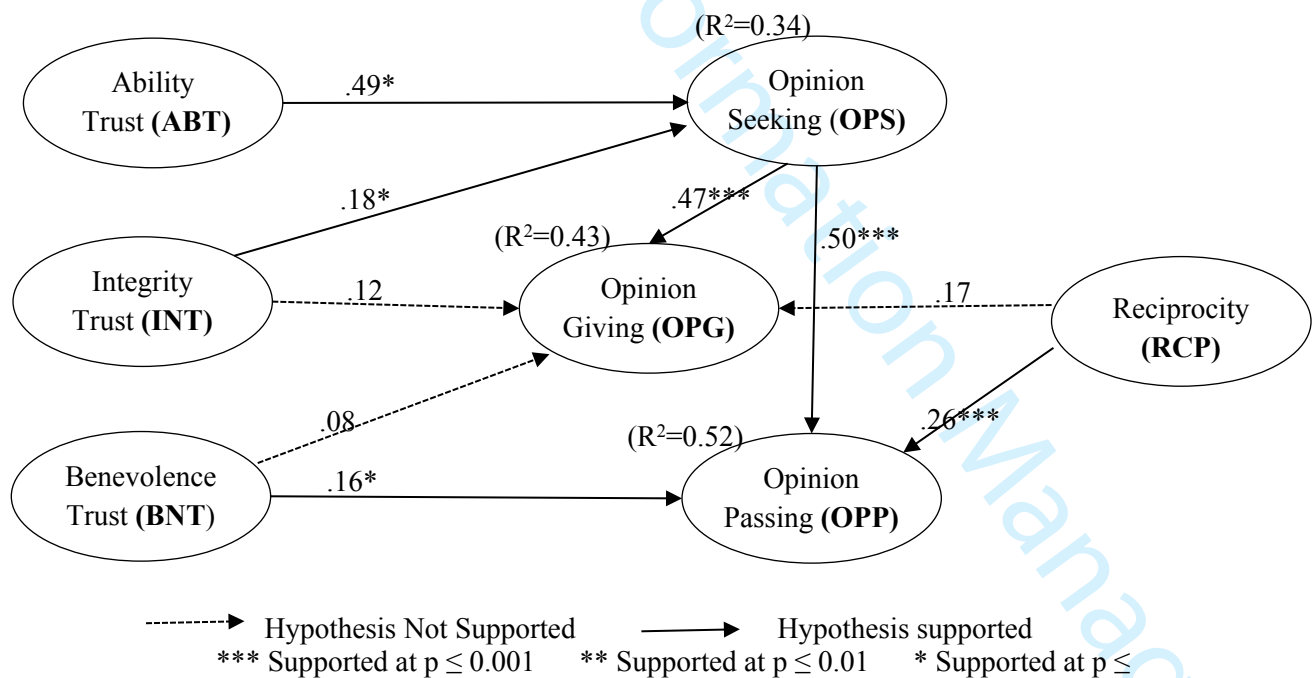 (R²=0.34)
Ability
Trust (ABT)
.49*
Opinion
Seeking (OPS)
.18*
.47***
(R²=0.43)
.50***
Integrity
Trust (INT)
.12
Opinion
Giving (OPG)
.17
Reciprocity
(RCP)
.08
.26***
(R²=0.52)
Benevolence
Trust (BNT)
.16*
Opinion
Passing (OPP)
Hypothesis Not Supported
Hypothesis supported
*** Supported at p ≤ 0.001 ** Supported at p ≤ 0.01 * Supported at p ≤
ormation Manag